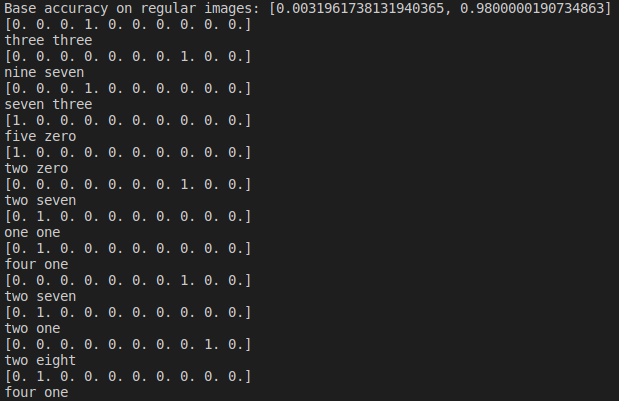 Base accuracy on regular images: [0.0031961738131940365, 0.9800000190734863]
[0. 0. 0. 1. 0. 0. 0. 0. 0. 0.]
three three
[0. 0. 0. 0. 0. 0. 0. 1. 0. 0.]
nine seven
[0. 0. 0. 1. 0. 0. 0. 0. 0. 0.]
seven three
[1. 0. 0. 0. 0. 0. 0. 0. 0. 0.]
five zero
[1. 0. 0. 0. 0. 0. 0. 0. 0. 0.]
two zero
[0. 0. 0. 0. 0. 0. 0. 1. 0. 0.]
two seven
[0. 1. 0. 0. 0. 0. 0. 0. 0. 0.]
one one
[0. 1. 0. 0. 0. 0. 0. 0. 0. 0.]
four one
[0. 0. 0. 0. 0. 0. 0. 1. 0. 0.]
two seven
[0. 1. 0. 0. 0. 0. 0. 0. 0. 0.]
two one
[0. 0. 0. 0. 0. 0. 0. 0. 1. 0.]
two eight
[0. 1. 0. 0. 0. 0. 0. 0. 0. 0.]
four one